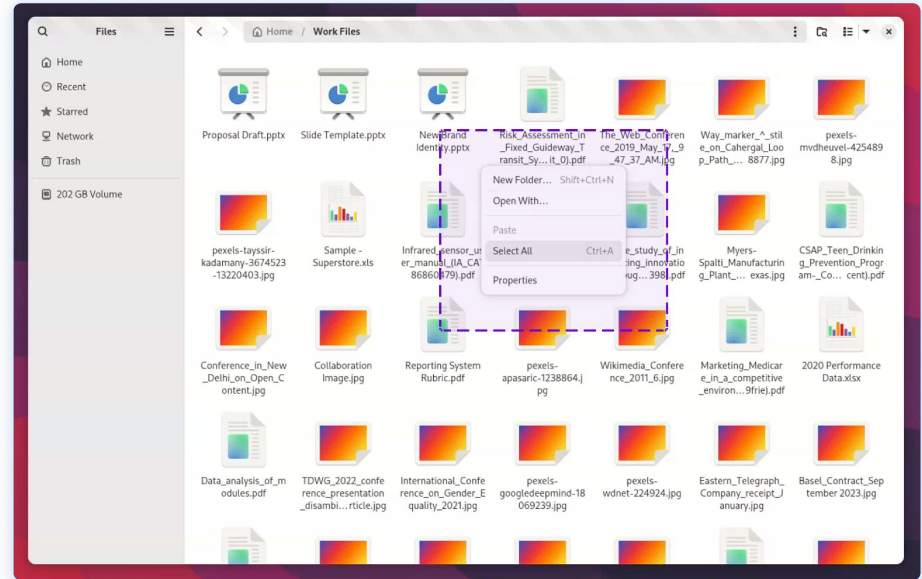 Files
Home / Work Files
Home
Recent
Starred
Network
Trash
202 GB Volume
Proposal Draft.pptx
Slide Template.pptx
New Brand
Identity.pptx
Risk_Assessment_in
_Fixed_Guideway_T
ransit_Sy... it_0).pdf
The_Web_Conferen
ce_2019_May_17,_9
_47_37_AM.jpg
Way_marker_^_stil
e_on_Cahergal_Loo
p_Path_... 8877.jpg
pexels-
mvdheuvel-425489
8.jpg
New Folder... Shift+Ctrl+N
Open With...
Paste
Select All Ctrl+A
Properties
pexels-tayssir-
kadamany-3674523
-13220403.jpg
Sample -
Superstore.xls
Infrared_sensor_us
er_manual_(IA_CAT
86860479).pdf
e_study_of_in
ting_innovatio
oug... 398).pdf
Myers-
Spalti_Manufacturin
g_Plant,_... exas.jpg
CSAP_Teen_Drinkin
g_Prevention_Progr
am-_Co... cent).pdf
Conference_in_New
_Delhi_on_Open_C
ontent.jpg
Collaboration
Image.jpg
Reporting System
Rubric.pdf
pexels-
apasaric-1238864.j
pg
Wikimedia_Confere
nce_2011_6.jpg
Marketing_Medicar
e_in_a_competitive
_environ...9frie).pdf
2020 Performance
Data.xlsx
Data_analysis_of_m
odules.pdf
TDWG_2022_confe
rence_presentation
_disambi...rticle.jpg
International_Confe
rence_on_Gender_E
quality_2021.jpg
pexels-
googledeepmind-18
069239.jpg
pexels-
wdnet-224924.jpg
Eastern_Telegraph_
Company_receipt_J
anuary.jpg
Basel_Contract_Sep
tember 2023.jpg